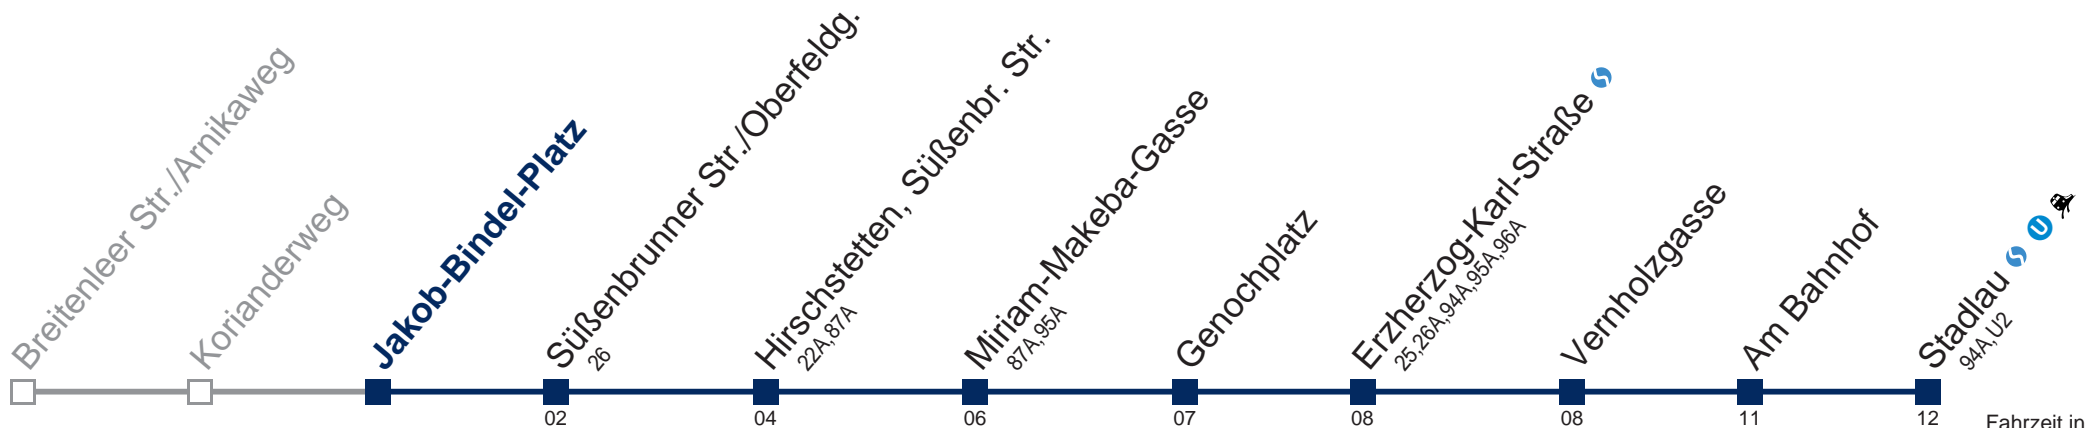 Breitenleer Str./Arnikaweg
Korianderweg
Jakob-Bindel-Platz
Süßenbrunner Str./Oberfeldg.
26
Hirschstetten, Süßenbr. Str.
22A,87A
Miriam-Makeba-Gasse
87A,95A
Genochplatz
Erzherzog-Karl-Straße S
25,26A,94A,95A,96A
Vernholzgasse
Am Bahnhof
Stadlau S U
94A,U2
02 04 06 07 08 08 11 12
Fahrzeit in